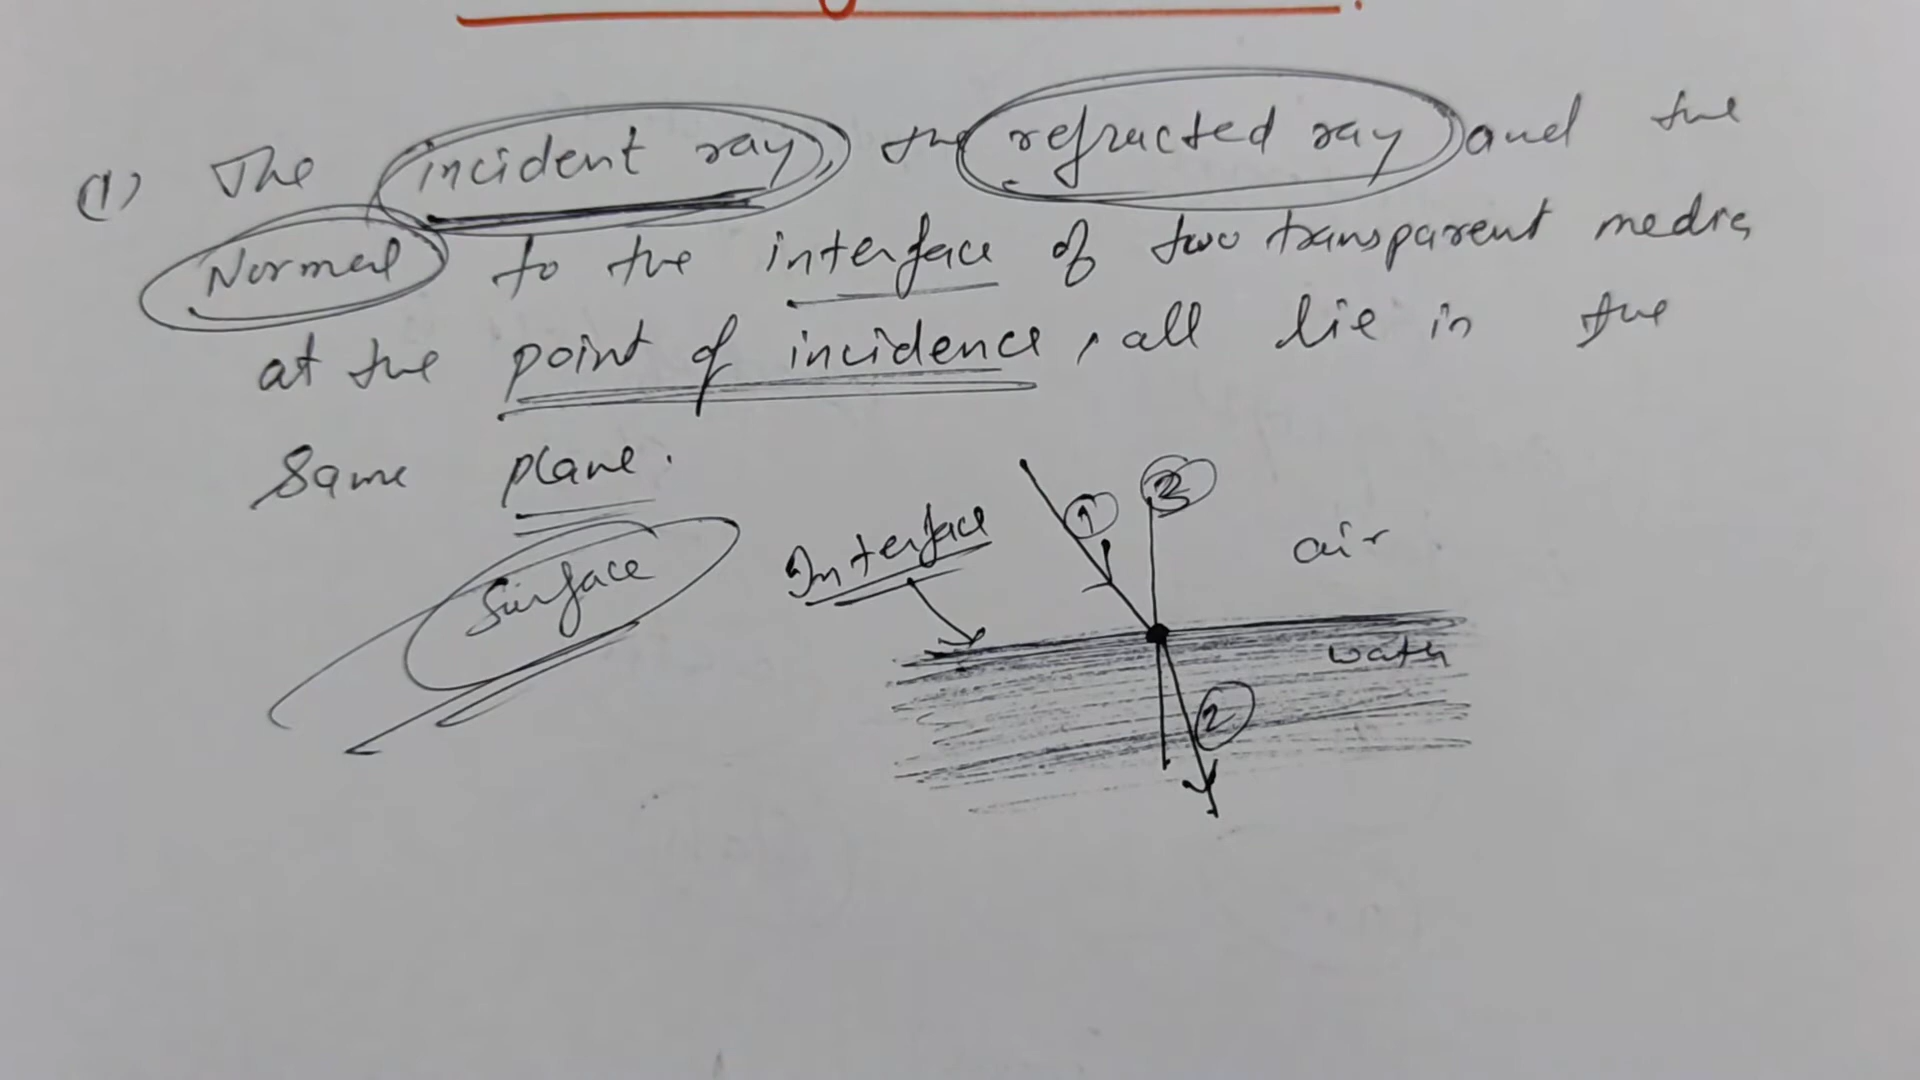 (1) The incident ray, the refracted ray and the
Normal to the interface of two transparent media
at the point of incidence, all lie in the
Same plane.
Surface
Interface
1
3
air
water
2